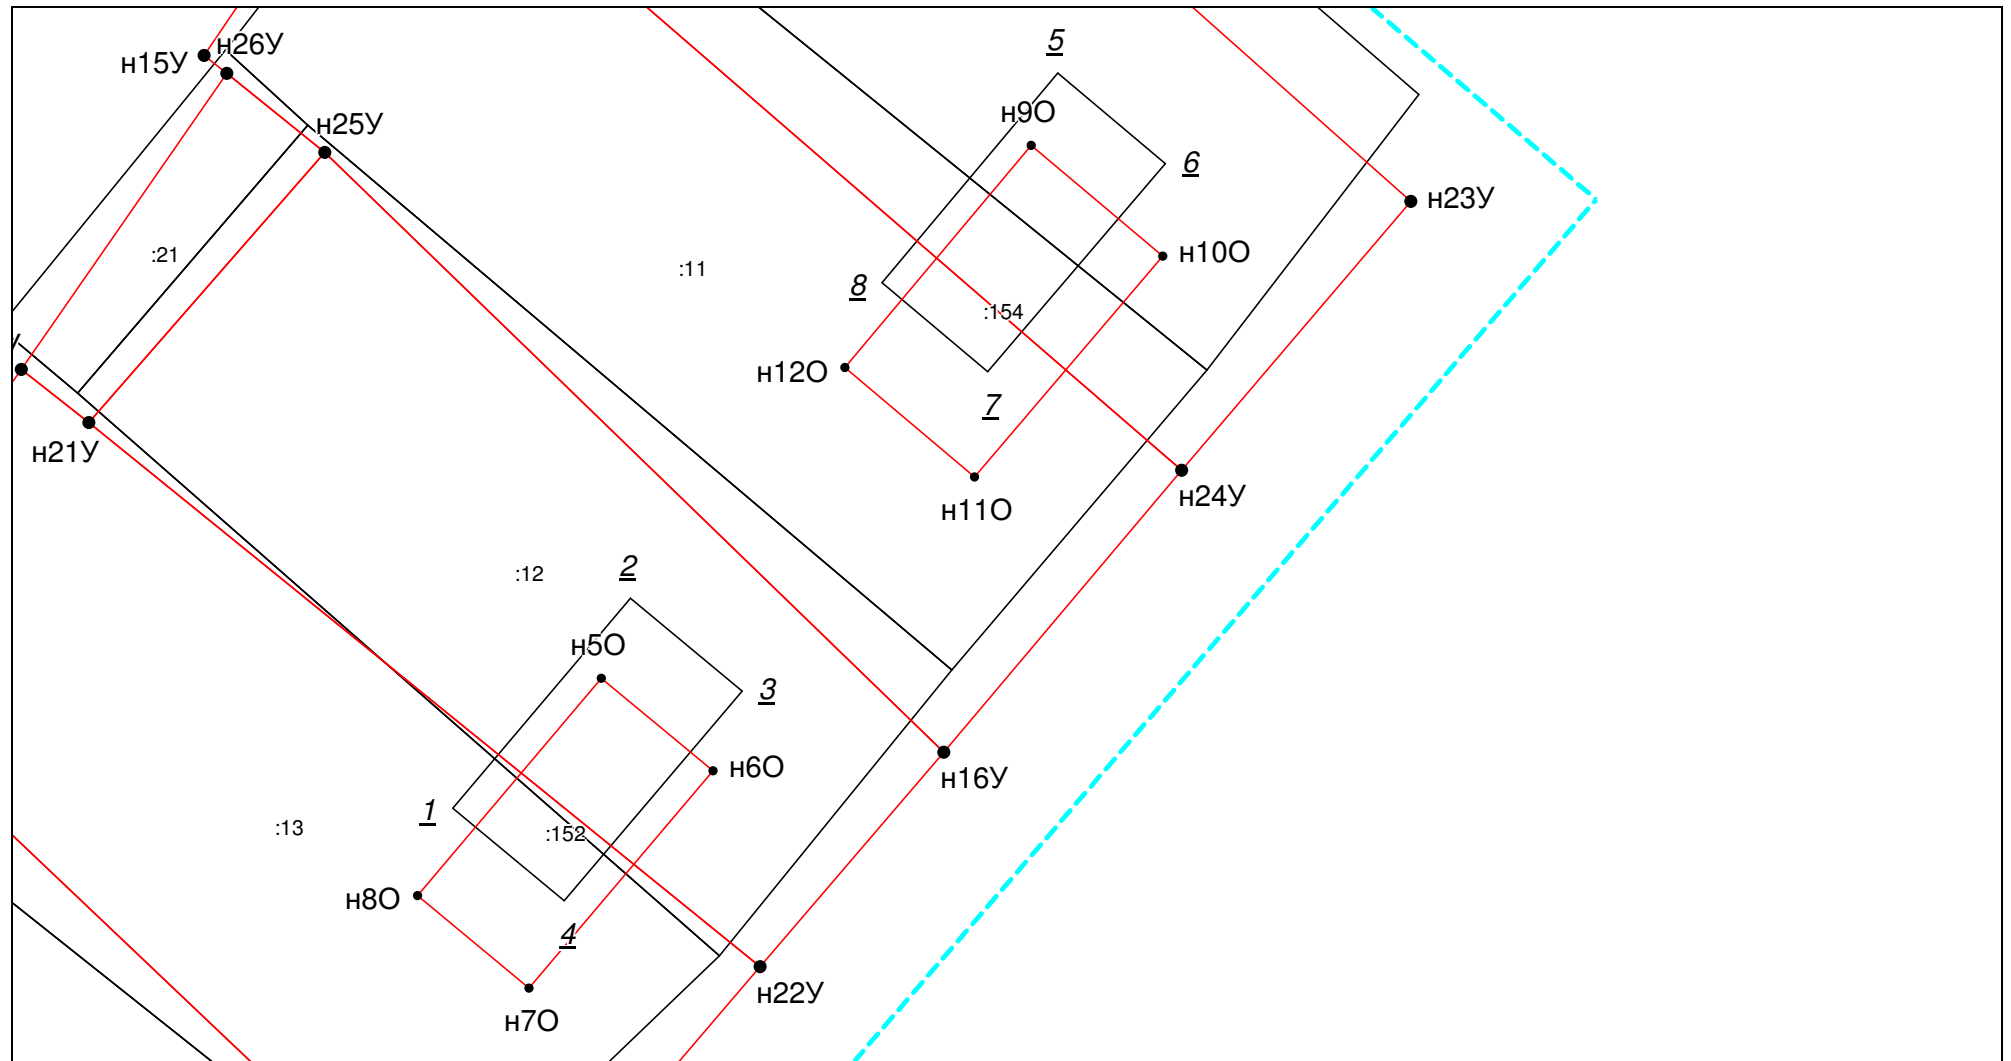 н26У
5
н15У
н9О
н25У
6
н23У
н10О
:21
:11
8
:154
У
н12О
7
н21У
н24У
н11О
:12
2
н5О
3
н6О
н16У
1
:13
:152
н8О
4
н22У
н7О